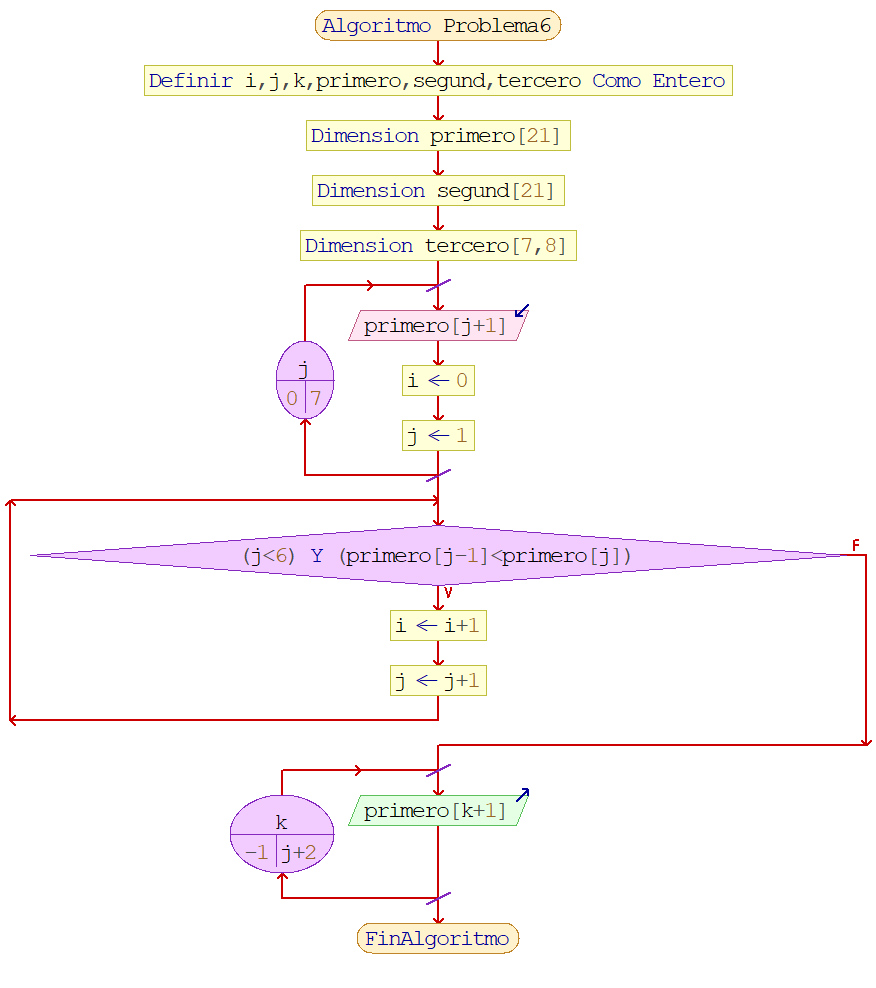 Algoritmo Problema6
Definir i,j,k,primero,segund,tercero Como Entero
Dimension primero[21]
Dimension segund[21]
Dimension tercero[7,8]
primero[j+1]
j
0 7
i ← 0
j ← 1
(j<6) Y (primero[j-1]<primero[j])
F
V
i ← i+1
j ← j+1
primero[k+1]
k
-1 j+2
FinAlgoritmo